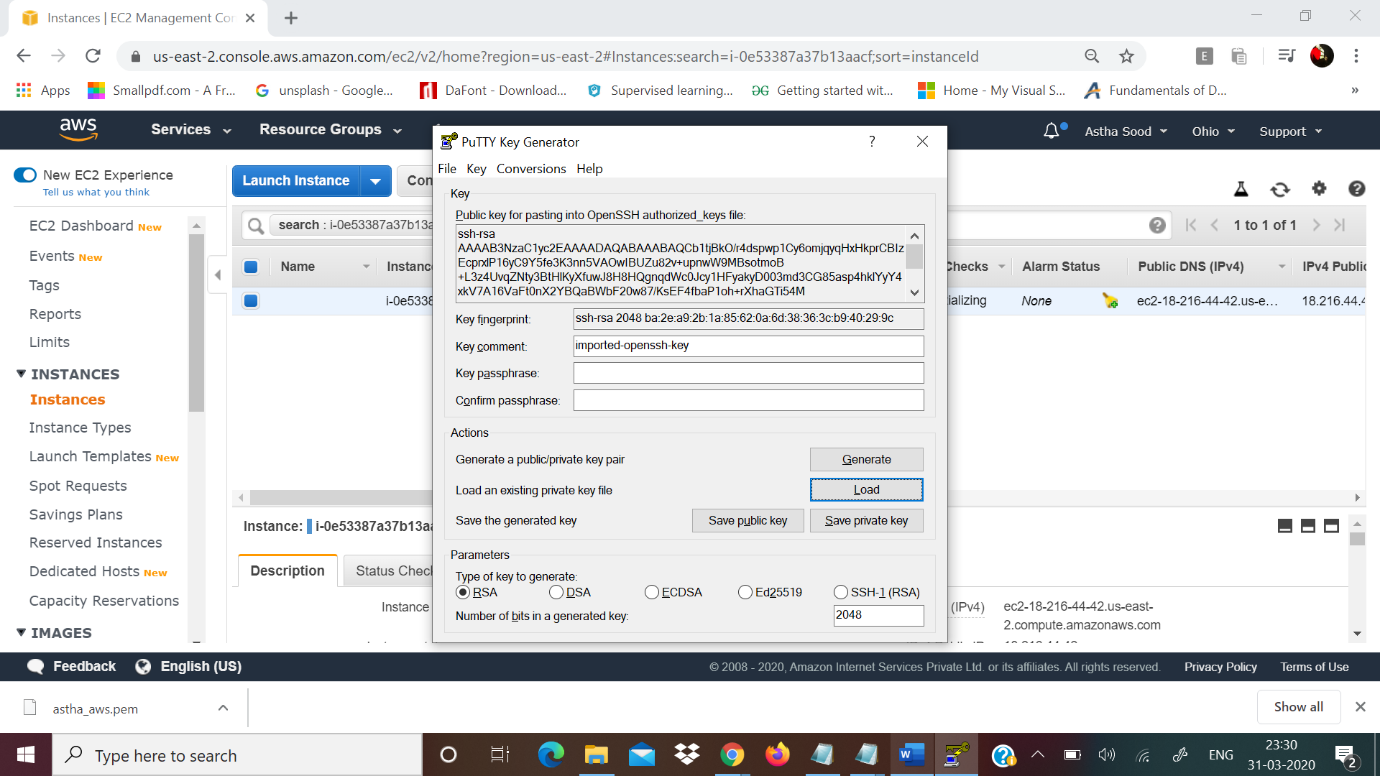 Instances | EC2 Management Con
us-east-2.console.aws.amazon.com/ec2/v2/home?region=us-east-2#Instances:search=i-0e53387a37b13aacf;sort=instanceId
E
Apps
Smallpdf.com - A Fr...
unsplash - Google...
DaFont - Download...
Supervised learning...
Getting started wit...
Home - My Visual S...
Fundamentals of D...
»
aws
Services
Resource Groups
Astha Sood
Ohio
Support
New EC2 Experience
Tell us what you think
EC2 Dashboard New
Events New
Tags
Reports
Limits
INSTANCES
Instances
Instance Types
Launch Templates New
Spot Requests
Savings Plans
Reserved Instances
Dedicated Hosts New
Capacity Reservations
IMAGES
Launch Instance
Con
search : i-0e53387a37b13a
1 to 1 of 1
Name
Instance
Checks
Alarm Status
Public DNS (IPv4)
IPv4 Public
i-0e5338
ializing
None
ec2-18-216-44-42.us-e...
18.216.44.4
PuTTY Key Generator
?
File Key Conversions Help
Key
Public key for pasting into OpenSSH authorized_keys file:
ssh-rsa
AAAAB3NzaC1yc2EAAAADAQABAAABAQCb1tjBkO/r4dspwp1Cy6omjqyqHxHkprCBIz
EcprxlP16yC9Y5fe3K3nn5VAOwIBUZu82v+upnwW9MBsotmoB
+L3z4UvqZNty3BtHlKyXfuwJ8H8HQgnqdWc0Jcy1HFyakyD003md3CG85asp4hklYyY4
xkV7A16VaFt0nX2YBQaBWbF20w87/KsEF4fbaP1oh+rXhaGTi54M
Key fingerprint:
ssh-rsa 2048 ba:2e:a9:2b:1a:85:62:0a:6d:38:36:3c:b9:40:29:9c
Key comment:
imported-openssh-key
Key passphrase:
Confirm passphrase:
Actions
Generate a public/private key pair
Generate
Load an existing private key file
Load
Save the generated key
Save public key
Save private key
Parameters
Type of key to generate:
RSA
DSA
ECDSA
Ed25519
SSH-1 (RSA)
Number of bits in a generated key:
2048
Instance: i-0e53387a37b13a
Description
Status Check
Instance
(IPv4)
ec2-18-216-44-42.us-east-
2.compute.amazonaws.com
Feedback
English (US)
© 2008 - 2020, Amazon Internet Services Private Ltd. or its affiliates. All rights reserved.
Privacy Policy
Terms of Use
astha_aws.pem
Show all
Type here to search
ENG
23:30
31-03-2020
2